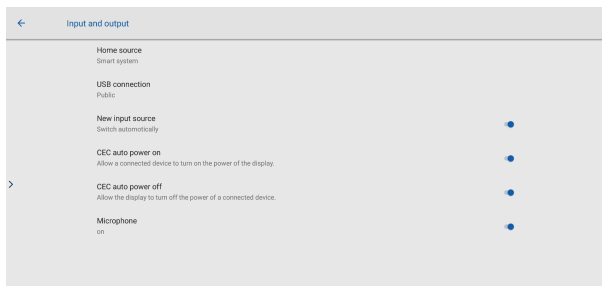 Input and output
Home source
Smart system
USB connection
Public
New input source
Switch automotically
CEC auto power on
Allow a connected device to turn on the power of the display.
CEC auto power off
Allow the display to turn off the power of a connected device.
Microphone
on